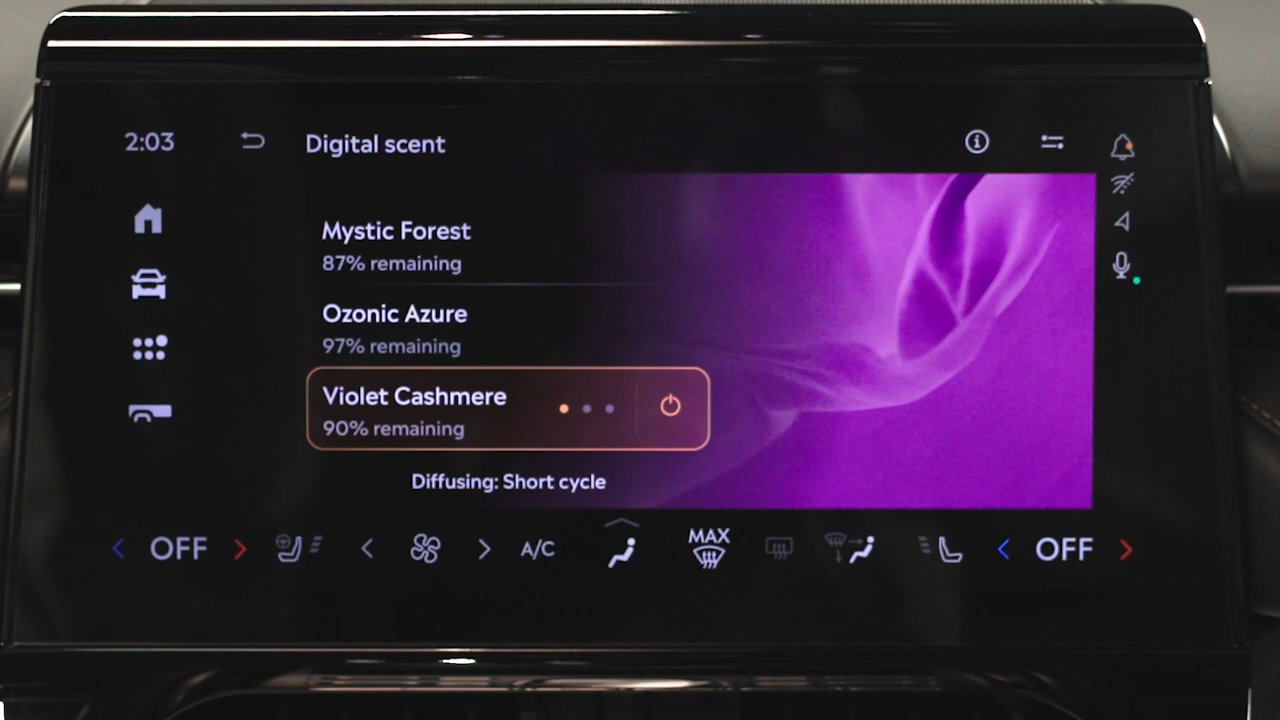 2:03
Digital scent
Mystic Forest
87% remaining
Ozonic Azure
97% remaining
Violet Cashmere
90% remaining
Diffusing: Short cycle
OFF
A/C
MAX
OFF